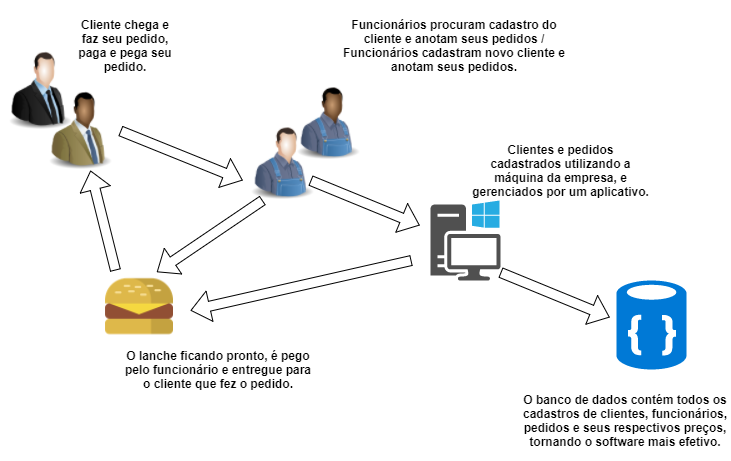 Cliente chega e
faz seu pedido,
paga e pega seu
pedido.
Funcionários procuram cadastro do
cliente e anotam seus pedidos /
Funcionários cadastram novo cliente e
anotam seus pedidos.
Clientes e pedidos
cadastrados utilizando a
máquina da empresa, e
gerenciados por um aplicativo.
{ }
O lanche ficando pronto, é pego
pelo funcionário e entregue para
o cliente que fez o pedido.
O banco de dados contém todos os
cadastros de clientes, funcionários,
pedidos e seus respectivos preços,
tornando o software mais efetivo.